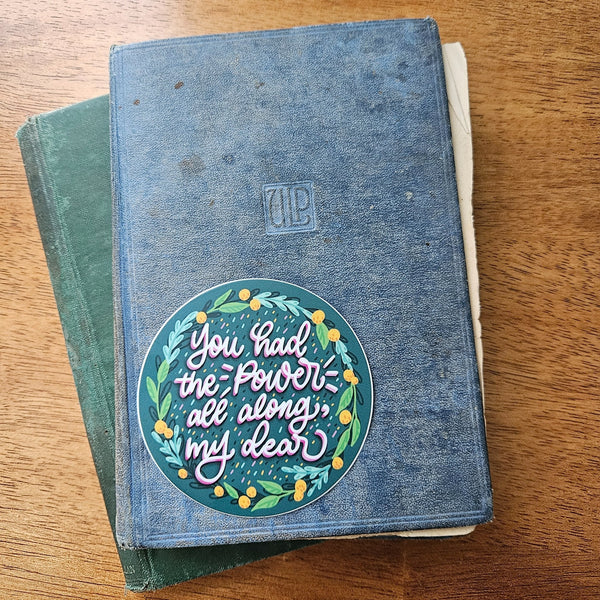 You had
the power
all along,
my dear